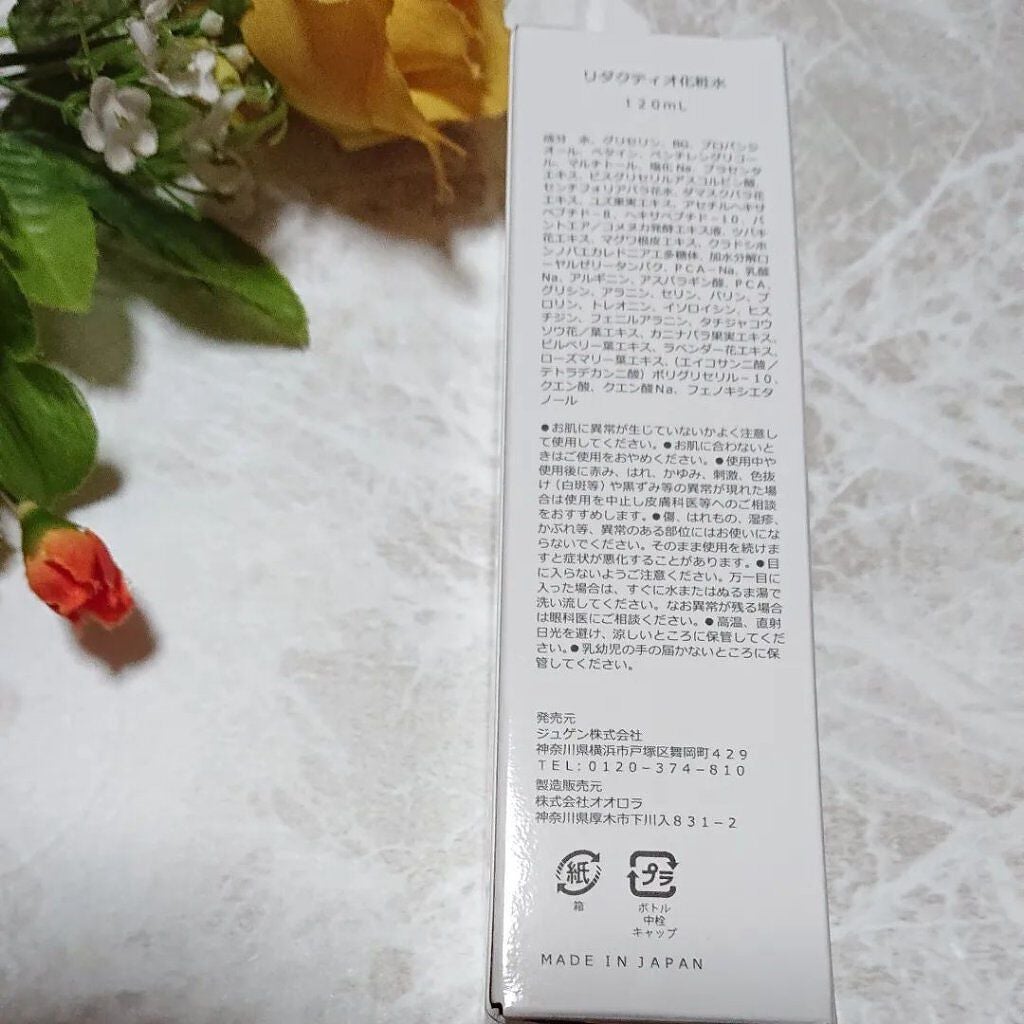 リダクティオ化粧水
120mL
成分　水、グリセリン、BG、プロパンジ
オール、ベタイン、ペンチレングリコー
ル、マルチトール、塩化Na、プラセンタ
エキス、ビスグリセリルアスコルビン酸、
センチフォリアバラ花水、ダマスクバラ花
エキス、ユズ果実エキス、アセチルヘキサ
ペプチド－8、ヘキサペプチド－10、パ
ントエア／コメヌカ発酵エキス液、ツバキ
花エキス、マグワ根皮エキス、クラドシホ
ンノバエカレドニアエ多糖体、加水分解ロ
ーヤルゼリータンパク、PCA－Na、乳酸
Na、アルギニン、アスパラギン酸、PCA、
グリシン、アラニン、セリン、バリン、プ
ロリン、トレオニン、イソロイシン、ヒス
チジン、フェニルアラニン、タチジャコウ
ソウ花／葉エキス、カニナバラ果実エキス、
ビルベリー葉エキス、ラベンダー花エキス、
ローズマリー葉エキス、（エイコサン二酸／
テトラデカン二酸）ポリグリセリル－10、
クエン酸、クエン酸Na、フェノキシエタ
ノール
●お肌に異常が生じていないかよく注意し
て使用してください。●お肌に合わないと
きはご使用をおやめください。●使用中や
使用後に赤み、はれ、かゆみ、刺激、色抜
け（白斑等）や黒ずみ等の異常が現れた場
合は使用を中止し皮膚科医等へのご相談
をおすすめします。●傷、はれもの、湿疹、
かぶれ等、異常のある部位にはお使いにな
らないでください。そのまま使用を続けま
すと症状が悪化することがあります。●目
に入らないようご注意ください。万一目に
入った場合は、すぐに水またはぬるま湯で
洗い流してください。なお異常が残る場合
は眼科医にご相談ください。●高温、直射
日光を避け、涼しいところに保管してくだ
さい。●乳幼児の手の届かないところに保
管してください。
発売元
ジュゲン株式会社
神奈川県横浜市戸塚区舞岡町429
TEL：0120－374－810
製造販売元
株式会社オオロラ
神奈川県厚木市下川入831－2
紙
箱
プラ
ボトル
中栓
キャップ
MADE IN JAPAN